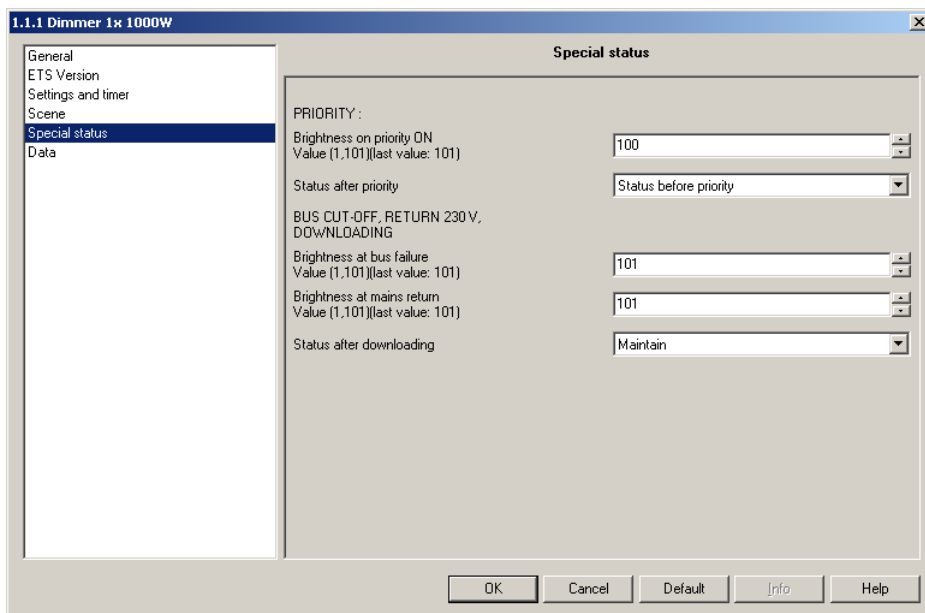 1.1.1 Dimmer 1x 1000W
General
ETS Version
Settings and timer
Scene
Special status
Data
Special status
PRIORITY :
Brightness on priority ON
Value (1,101)(last value: 101)
100
Status after priority
Status before priority
BUS CUT-OFF, RETURN 230 V,
DOWNLOADING
Brightness at bus failure
Value (1,101)(last value: 101)
101
Brightness at mains return
Value (1,101)(last value: 101)
101
Status after downloading
Maintain
OK
Cancel
Default
Info
Help